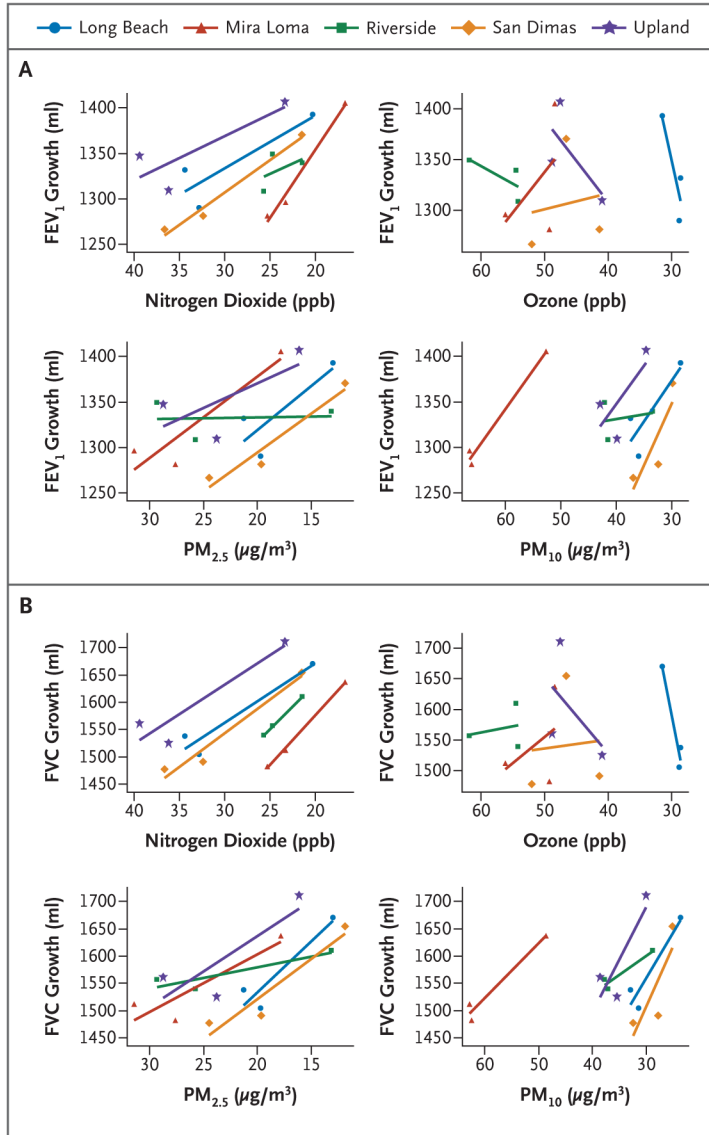 Long Beach Mira Loma Riverside San Dimas Upland
A
FEV1 Growth (ml)
1400
1350
1300
1250
40 35 30 25 20
Nitrogen Dioxide (ppb)
FEV1 Growth (ml)
1400
1350
1300
60 50 40 30
Ozone (ppb)
FEV1 Growth (ml)
1400
1350
1300
1250
30 25 20 15
PM2.5 (µg/m³)
FEV1 Growth (ml)
1400
1350
1300
1250
60 50 40 30
PM10 (µg/m³)
B
FVC Growth (ml)
1700
1650
1600
1550
1500
1450
40 35 30 25 20
Nitrogen Dioxide (ppb)
FVC Growth (ml)
1700
1650
1600
1550
1500
60 50 40 30
Ozone (ppb)
FVC Growth (ml)
1700
1650
1600
1550
1500
1450
30 25 20 15
PM2.5 (µg/m³)
FVC Growth (ml)
1700
1650
1600
1550
1500
1450
60 50 40 30
PM10 (µg/m³)